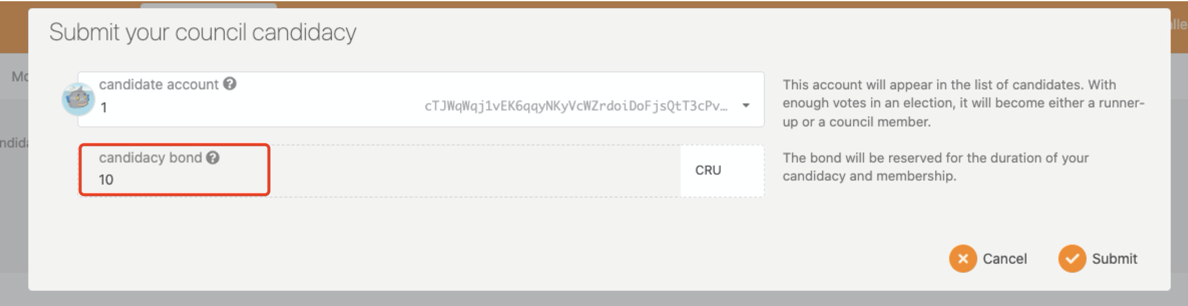 Submit your council candidacy
candidate account
1
cTJWqWqj1vEK6qqyNKyVcWZrdoiDoFjsQtT3cPv…
This account will appear in the list of candidates. With
enough votes in an election, it will become either a runner-
up or a council member.
candidacy bond
10
CRU
The bond will be reserved for the duration of your
candidacy and membership.
Cancel
Submit